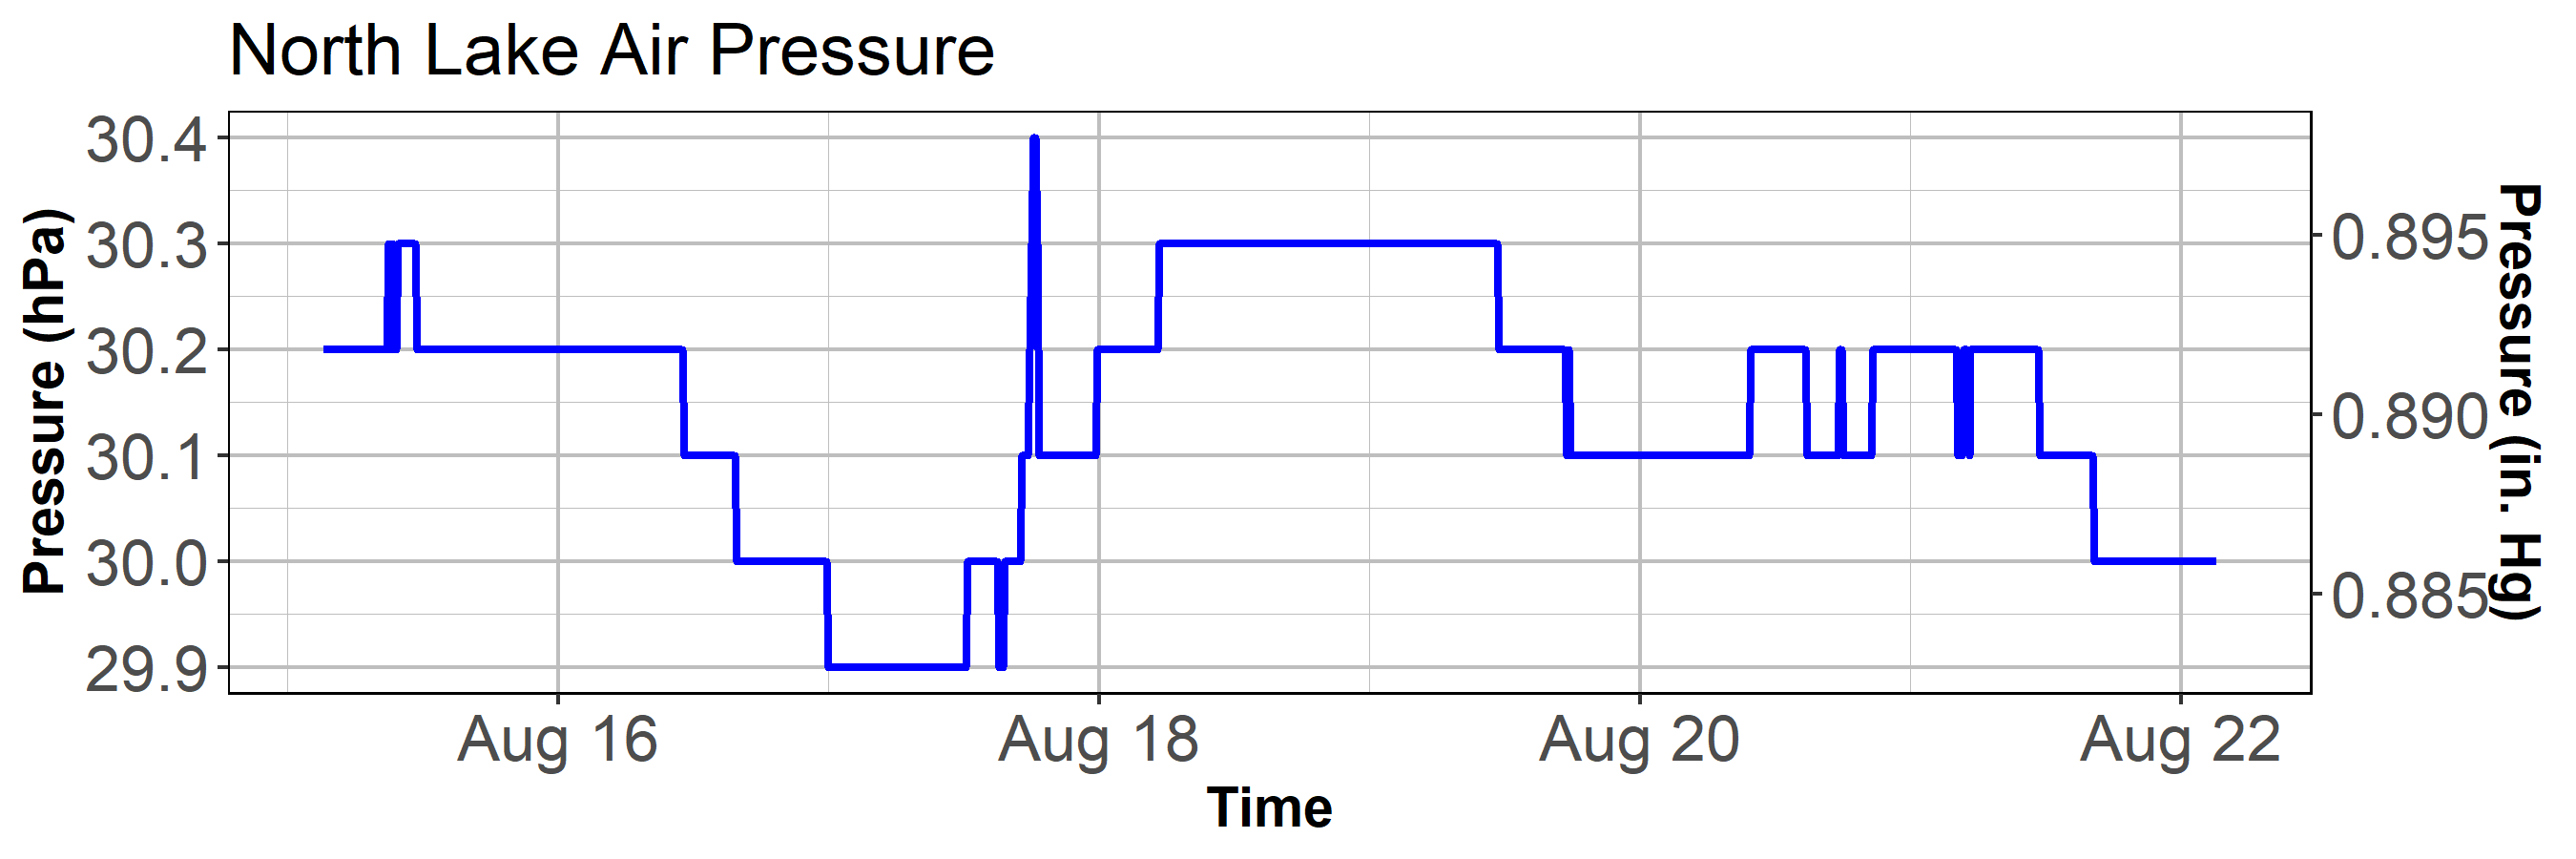 North Lake Air Pressure
Pressure (hPa)
30.4
30.3
30.2
30.1
30.0
29.9
0.895
0.890
0.885
Pressure (in. Hg)
Aug 16 Aug 18 Aug 20 Aug 22
Time